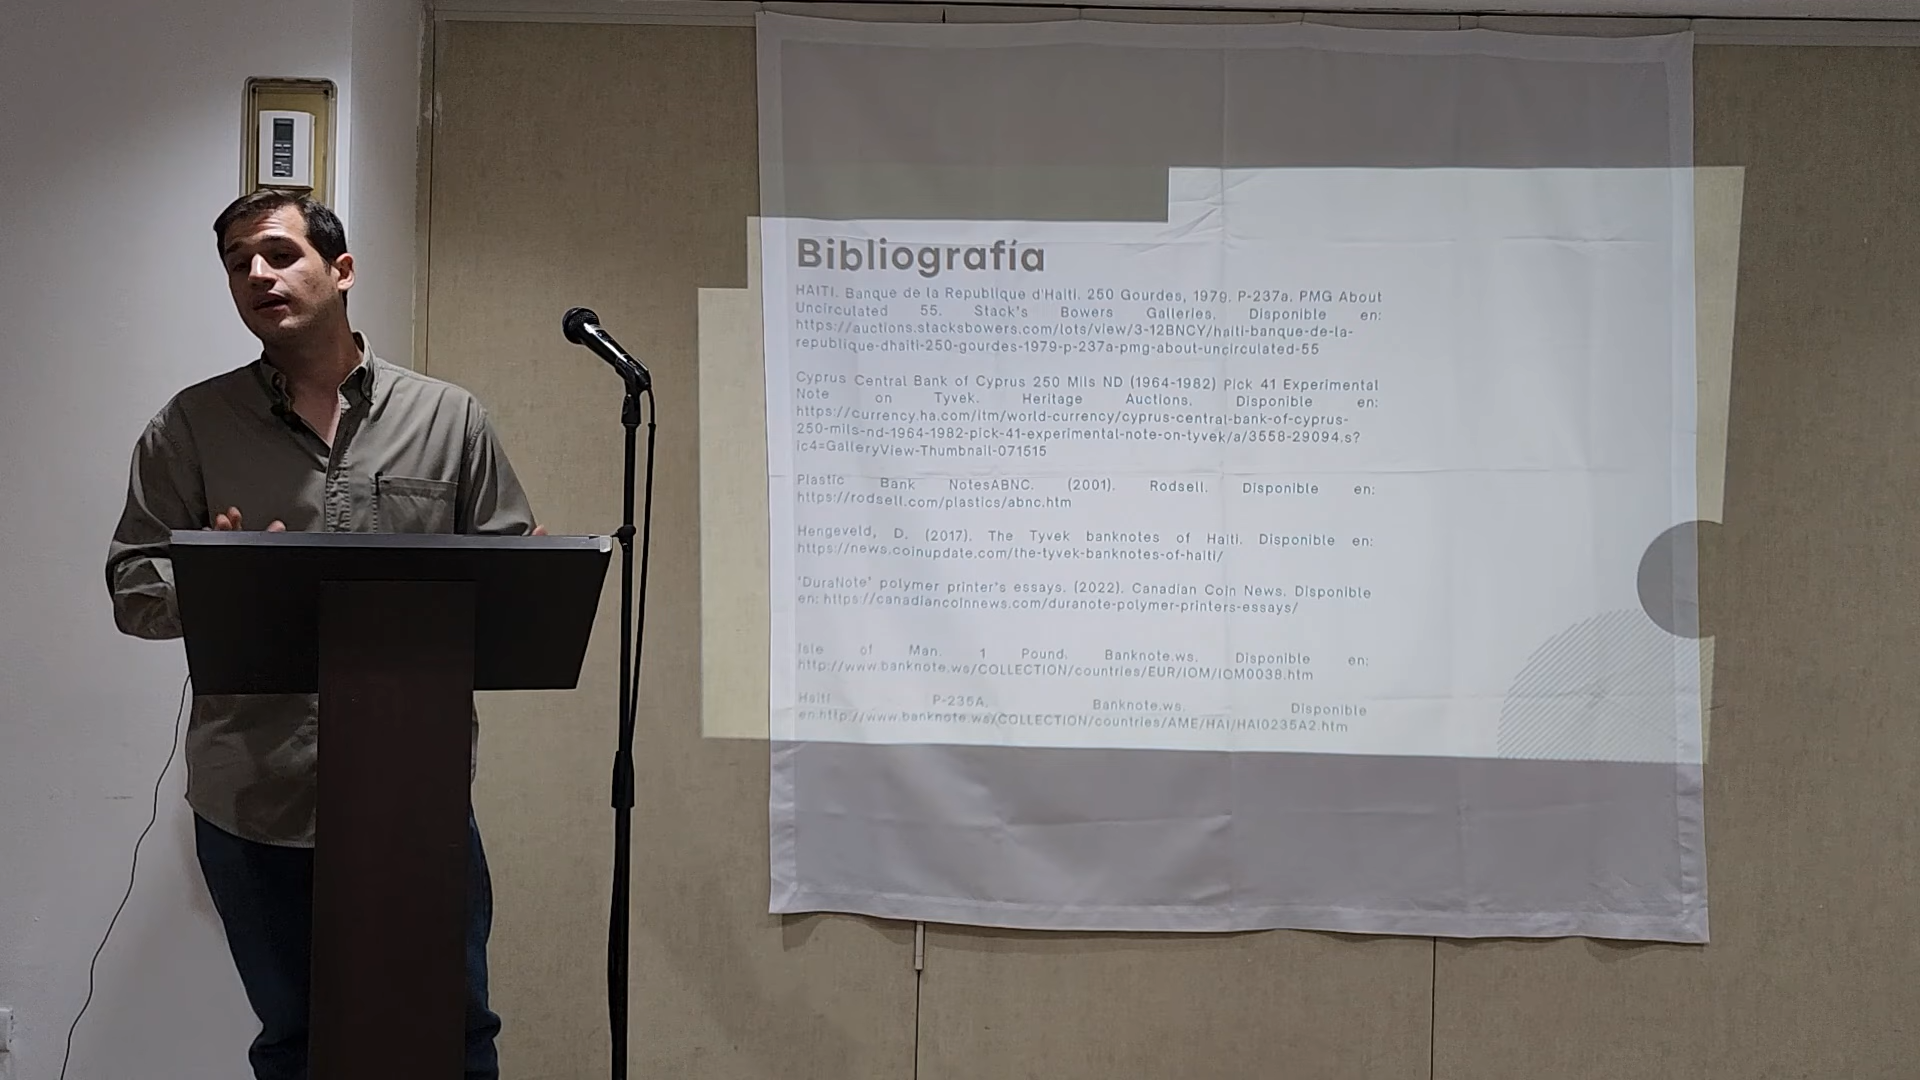 Bibliografía
HAITI. Banque de la Republique d'Haiti. 250 Gourdes, 1979. P-237a. PMG About
Uncirculated 55. Stack's Bowers Galleries. Disponible en:
https://auctions.stacksbowers.com/lots/view/3-12BNCY/haiti-banque-de-la-
republique-dhaiti-250-gourdes-1979-p-237a-pmg-about-uncirculated-55
Cyprus Central Bank of Cyprus 250 Mils ND (1964-1982) Pick 41 Experimental
Note on Tyvek. Heritage Auctions. Disponible en:
https://currency.ha.com/itm/world-currency/cyprus-central-bank-of-cyprus-
250-mils-nd-1964-1982-pick-41-experimental-note-on-tyvek/a/3558-29094.s?
ic4=GalleryView-Thumbnail-071515
Plastic Bank NotesABNC. (2001). Rodsell. Disponible en:
https://rodsell.com/plastics/abnc.htm
Hengeveld, D. (2017). The Tyvek banknotes of Haiti. Disponible en:
https://news.coinupdate.com/the-tyvek-banknotes-of-haiti/
'DuraNote' polymer printer's essays. (2022). Canadian Coin News. Disponible
en: https://canadiancoinnews.com/duranote-polymer-printers-essays/
Isle of Man. 1 Pound. Banknote.ws. Disponible en:
http://www.banknote.ws/COLLECTION/countries/EUR/IOM/IOM0038.htm
Haiti P-235A. Banknote.ws. Disponible
en:http://www.banknote.ws/COLLECTION/countries/AME/HAI/HAI0235A2.htm